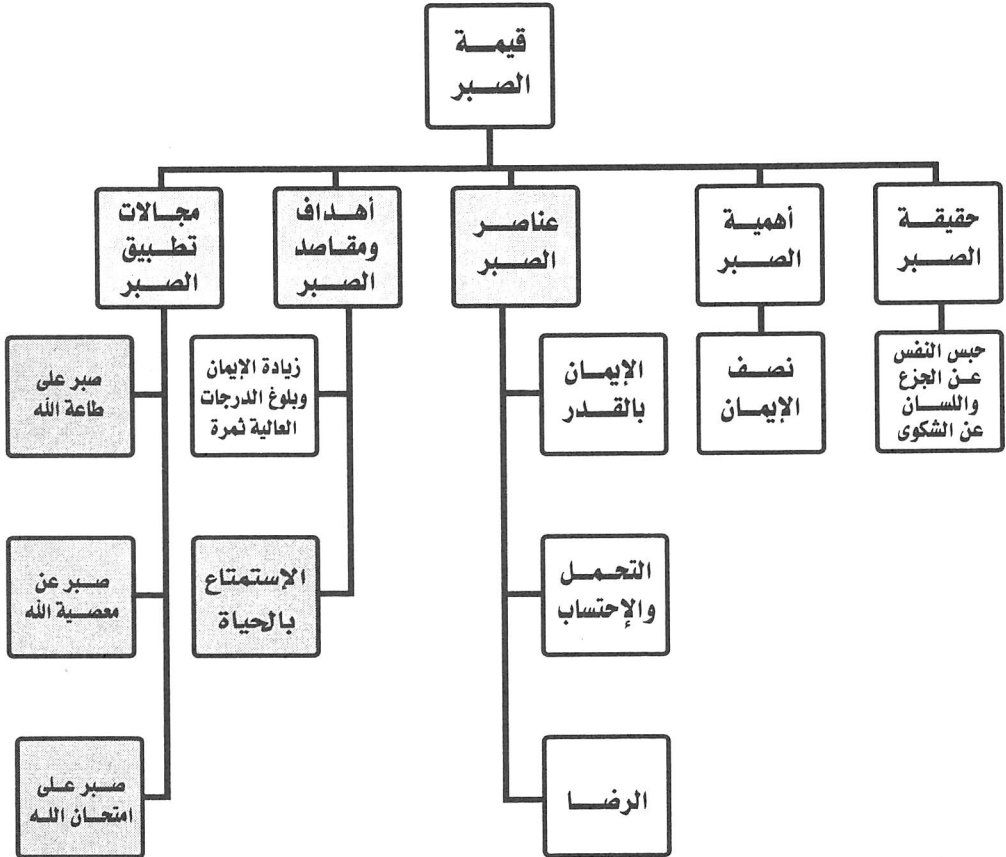 قيمة
الصبر
حقيقة
الصبر
أهمية
الصبر
عناصر
الصبر
أهداف
ومقاصد
الصبر
مجالات
تطبيق
الصبر
حبس النفس
عن الجزع
واللسان
عن الشكوى
نصف
الإيمان
الإيمان
بالقدر
التحمل
والإحتساب
الرضا
زيادة الإيمان
وبلوغ الدرجات
العالية ثمرة
الإستمتاع
بالحياة
صبر على
طاعة الله
صبر عن
معصية الله
صبر على
امتحان الله